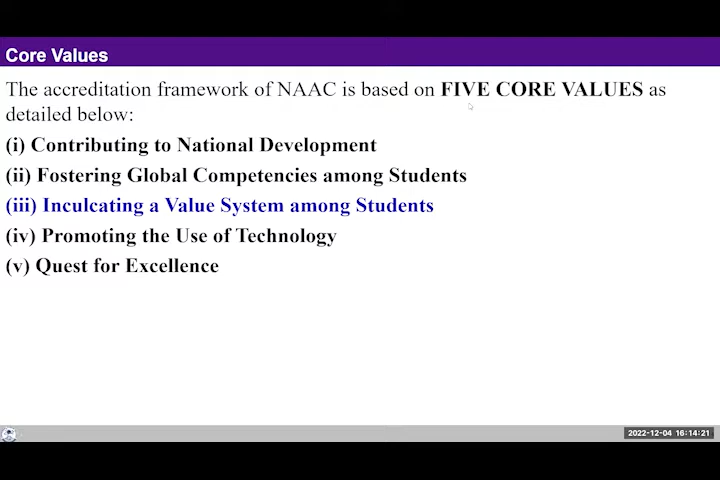 Core Values
The accreditation framework of NAAC is based on FIVE CORE VALUES as
detailed below:
(i) Contributing to National Development
(ii) Fostering Global Competencies among Students
(iii) Inculcating a Value System among Students
(iv) Promoting the Use of Technology
(v) Quest for Excellence
2022-12-04 16:14:21